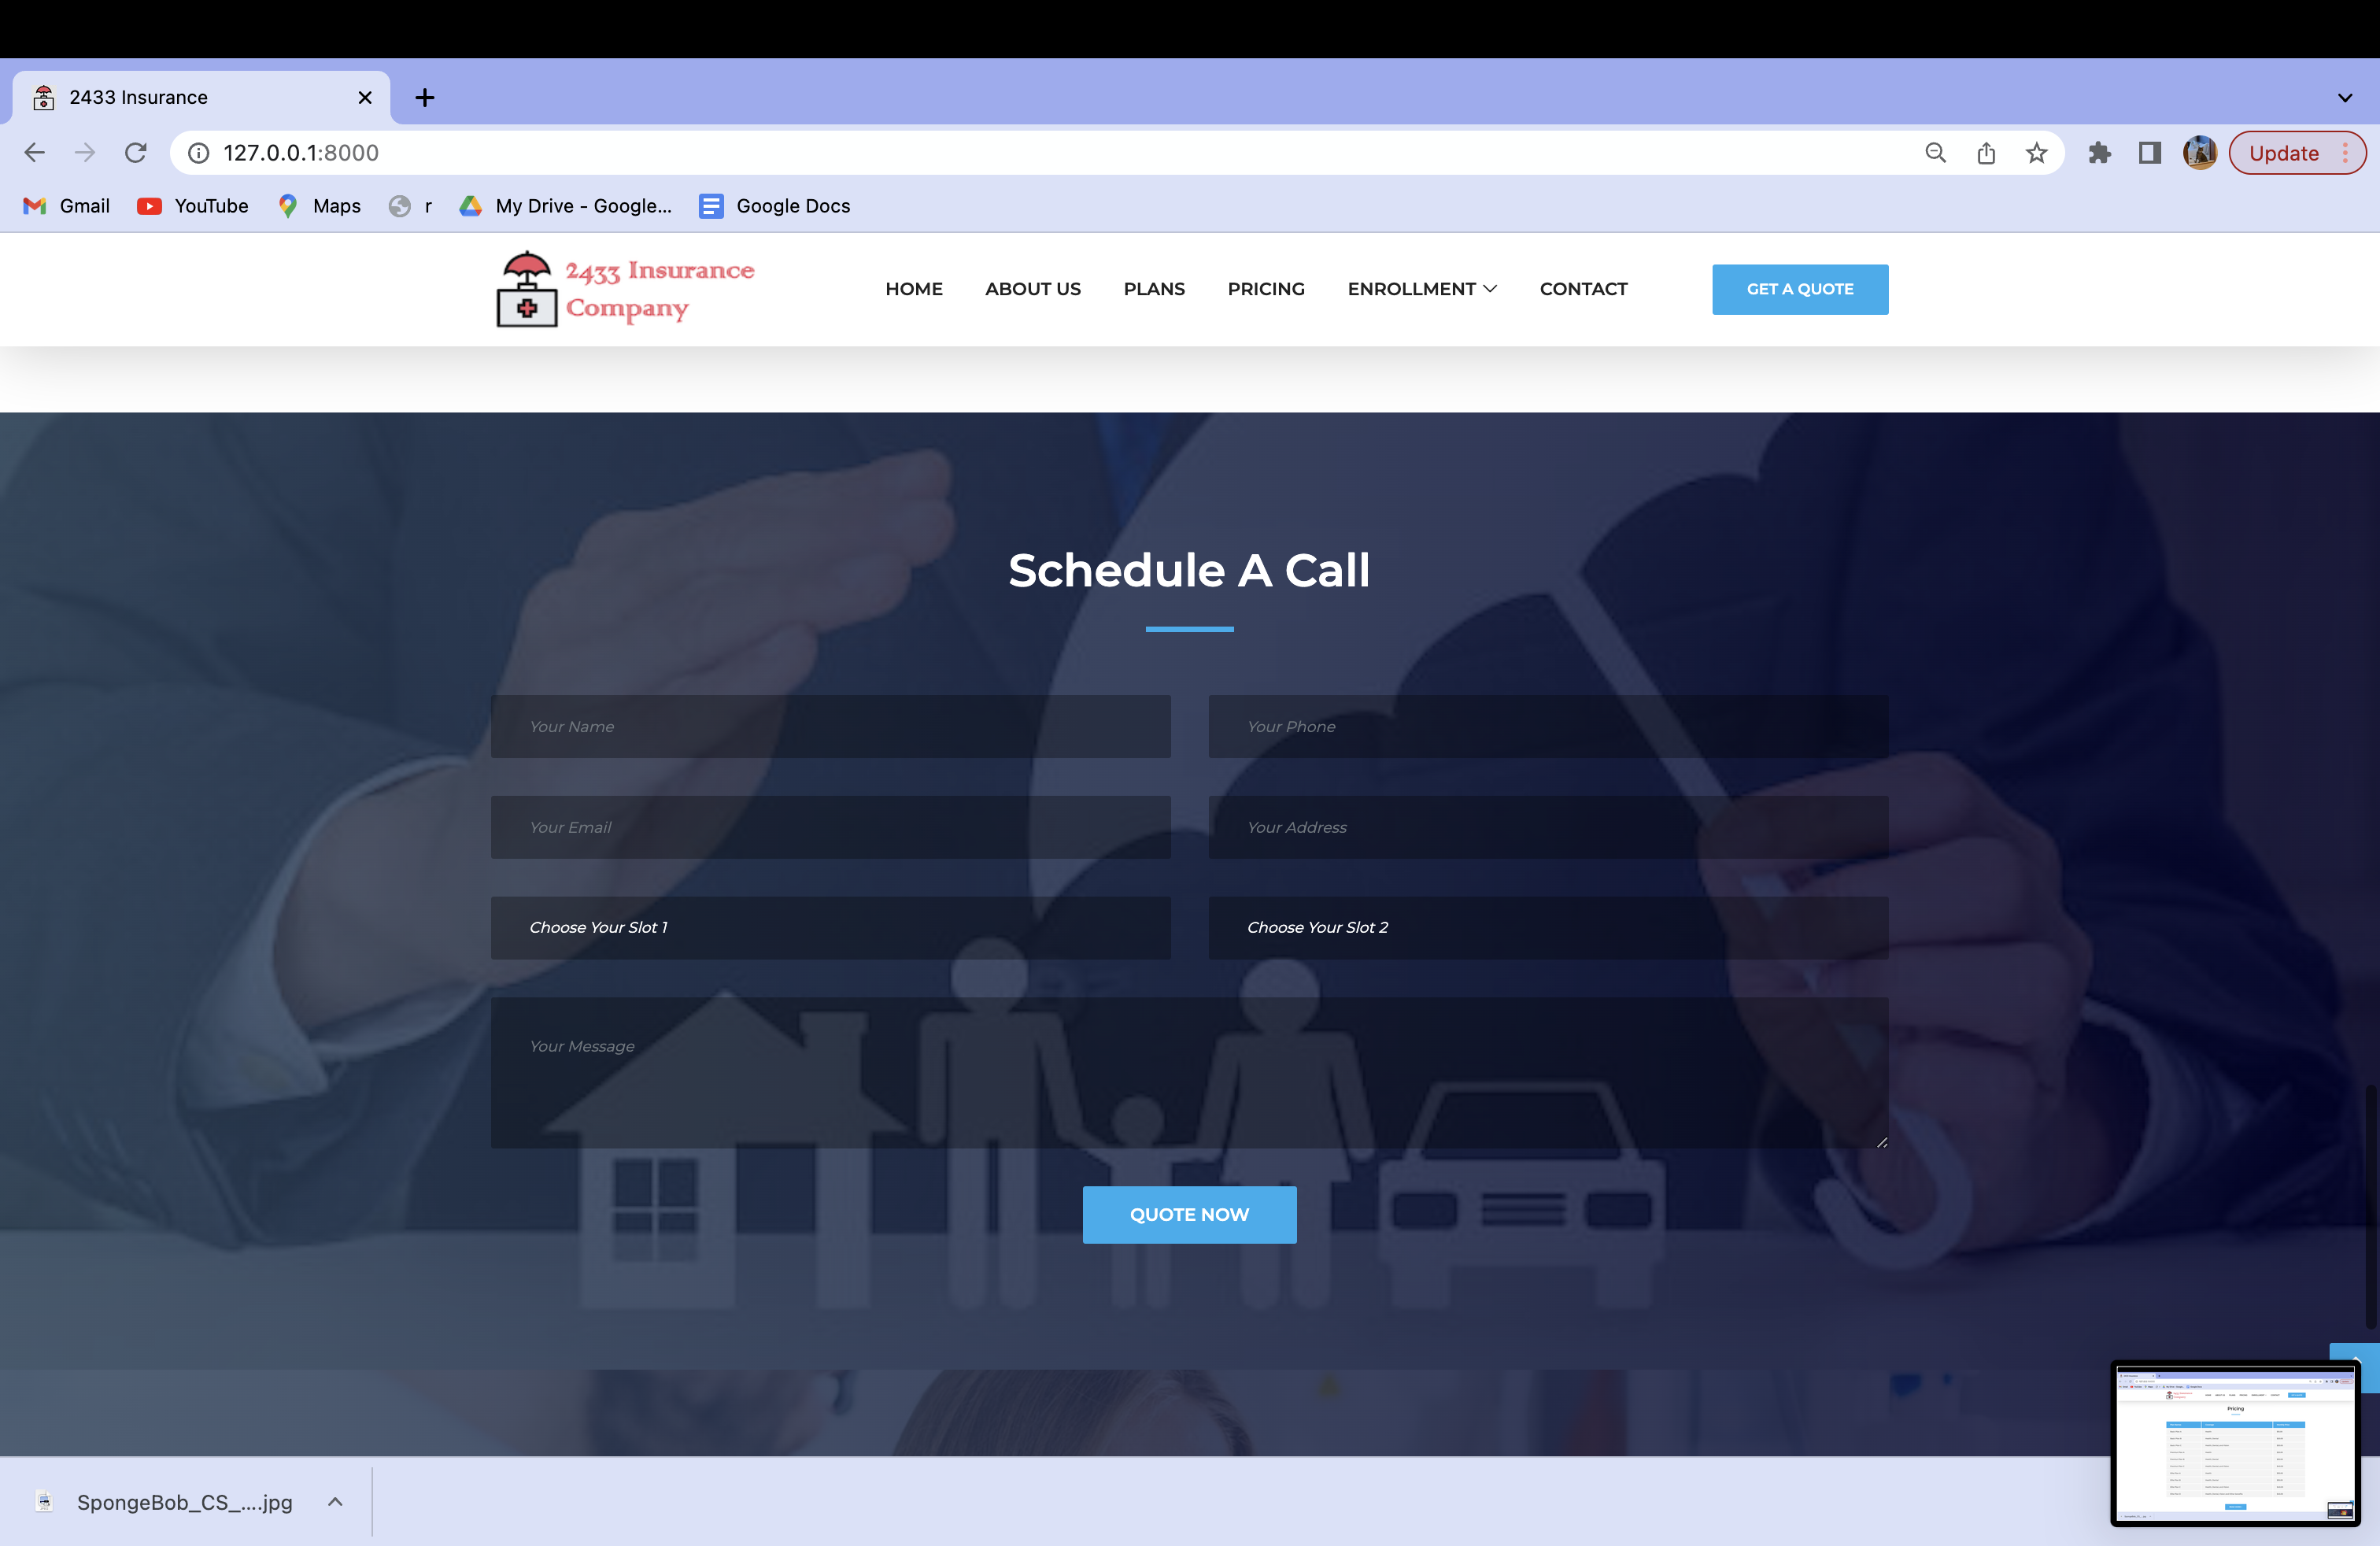 2433 Insurance
127.0.0.1:8000
Update
Gmail
YouTube
Maps
r
My Drive - Google...
Google Docs
2433 Insurance
Company
HOME
ABOUT US
PLANS
PRICING
ENROLLMENT
CONTACT
GET A QUOTE
Schedule A Call
Your Name
Your Phone
Your Email
Your Address
Choose Your Slot 1
Choose Your Slot 2
Your Message
QUOTE NOW
SpongeBob_CS_....jpg
Pricing